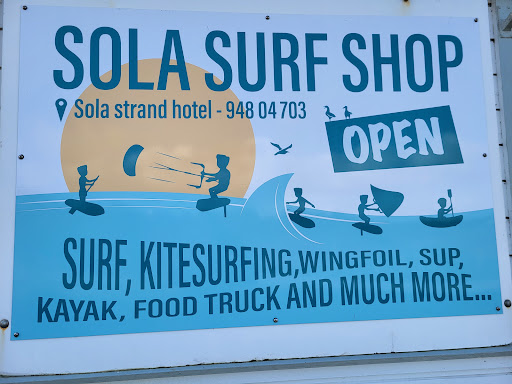 SOLA SURF SHOP
Sola strand hotel - 948 04 703
OPEN
SURF, KITESURFING, WINGFOIL, SUP,
KAYAK, FOOD TRUCK AND MUCH MORE...